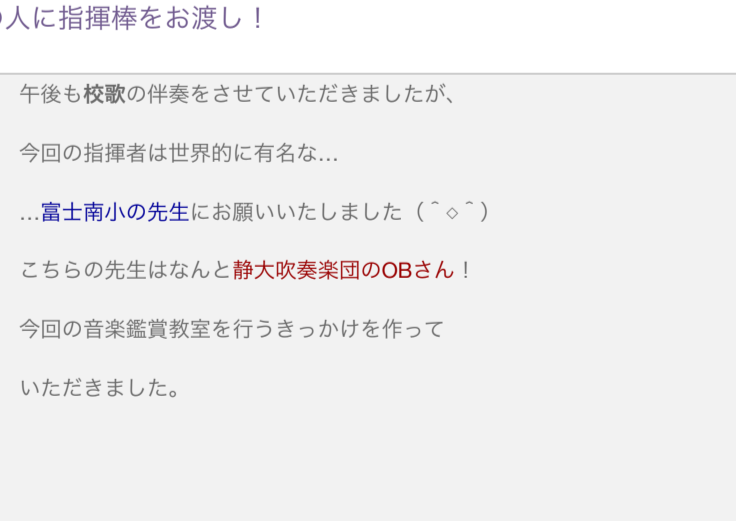 の人に指揮棒をお渡し！
午後も校歌の伴奏をさせていただきましたが、
今回の指揮者は世界的に有名な…
…富士南小の先生にお願いいたしました（＾◇＾）
こちらの先生はなんと静大吹奏楽団のOBさん！
今回の音楽鑑賞教室を行うきっかけを作って
いただきました。